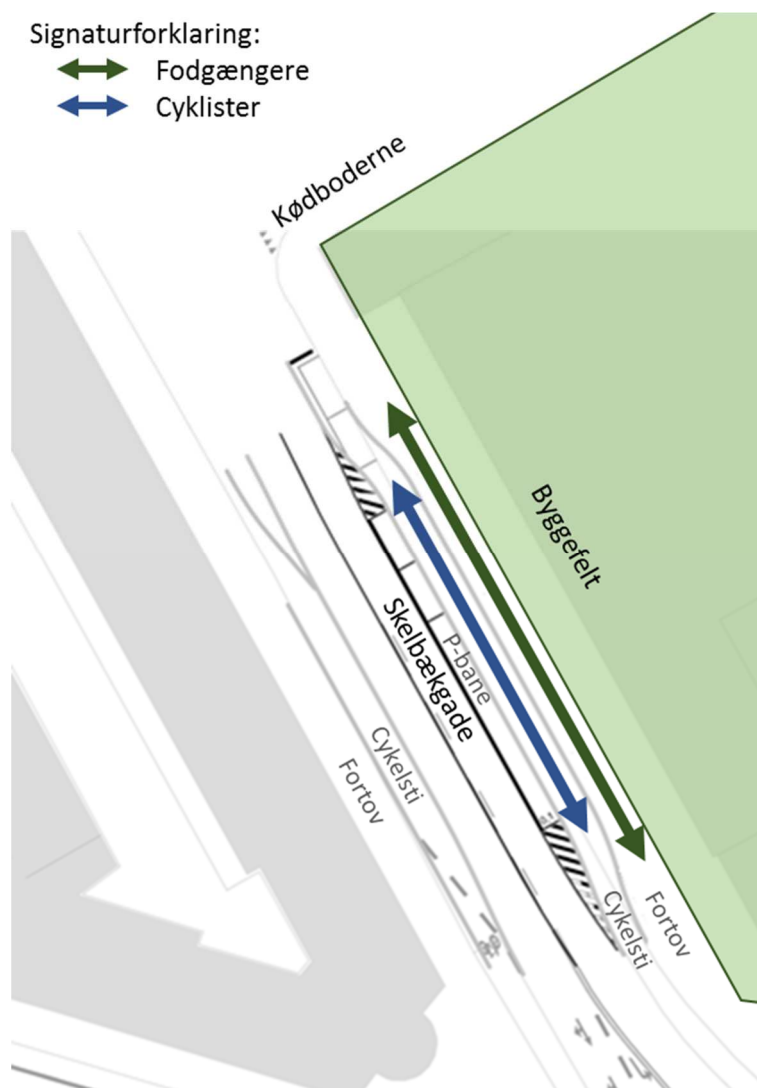 Signaturforklaring:
Fodgængere
Cyklister
Kødboderne
Byggefelt
Skelbækgade
P-bane
Cykelsti
Fortov
Cykelsti
Fortov